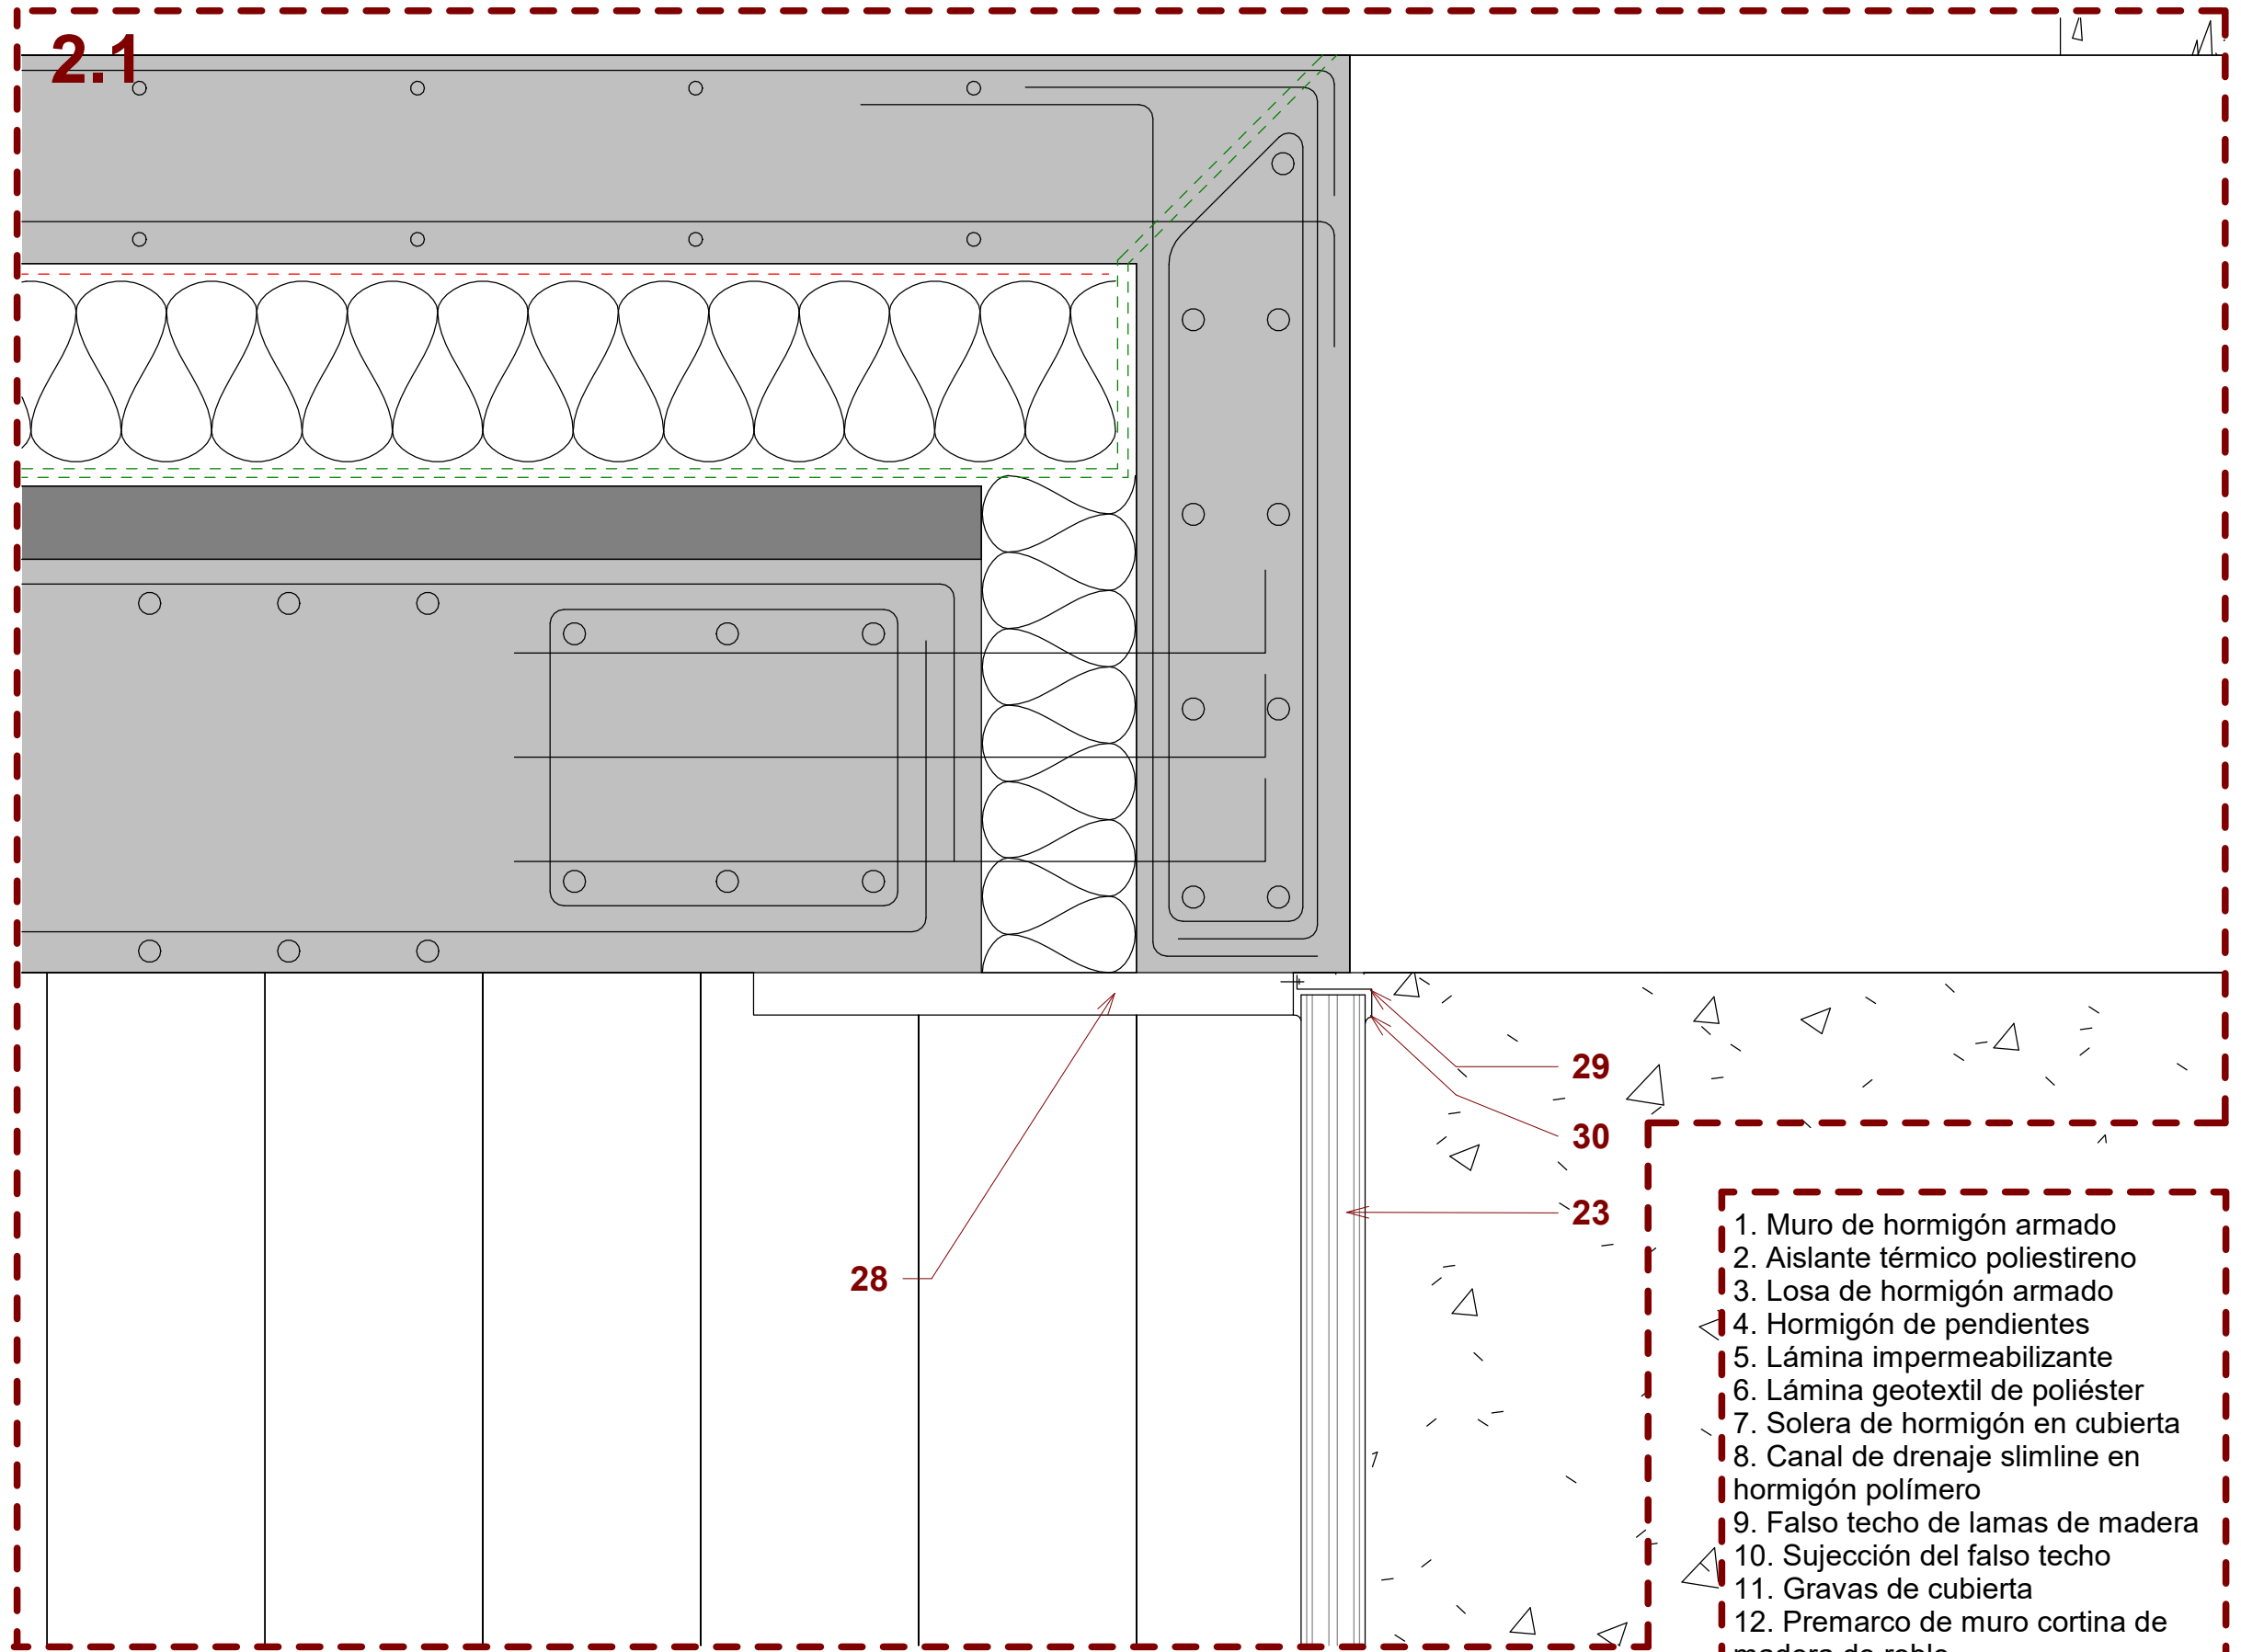 2.1
29
30
23
28
1. Muro de hormigón armado
2. Aislante térmico poliestireno
3. Losa de hormigón armado
4. Hormigón de pendientes
5. Lámina impermeabilizante
6. Lámina geotextil de poliéster
7. Solera de hormigón en cubierta
8. Canal de drenaje slimline en
hormigón polímero
9. Falso techo de lamas de madera
10. Sujección del falso techo
11. Gravas de cubierta
12. Premarco de muro cortina de
madera de roble